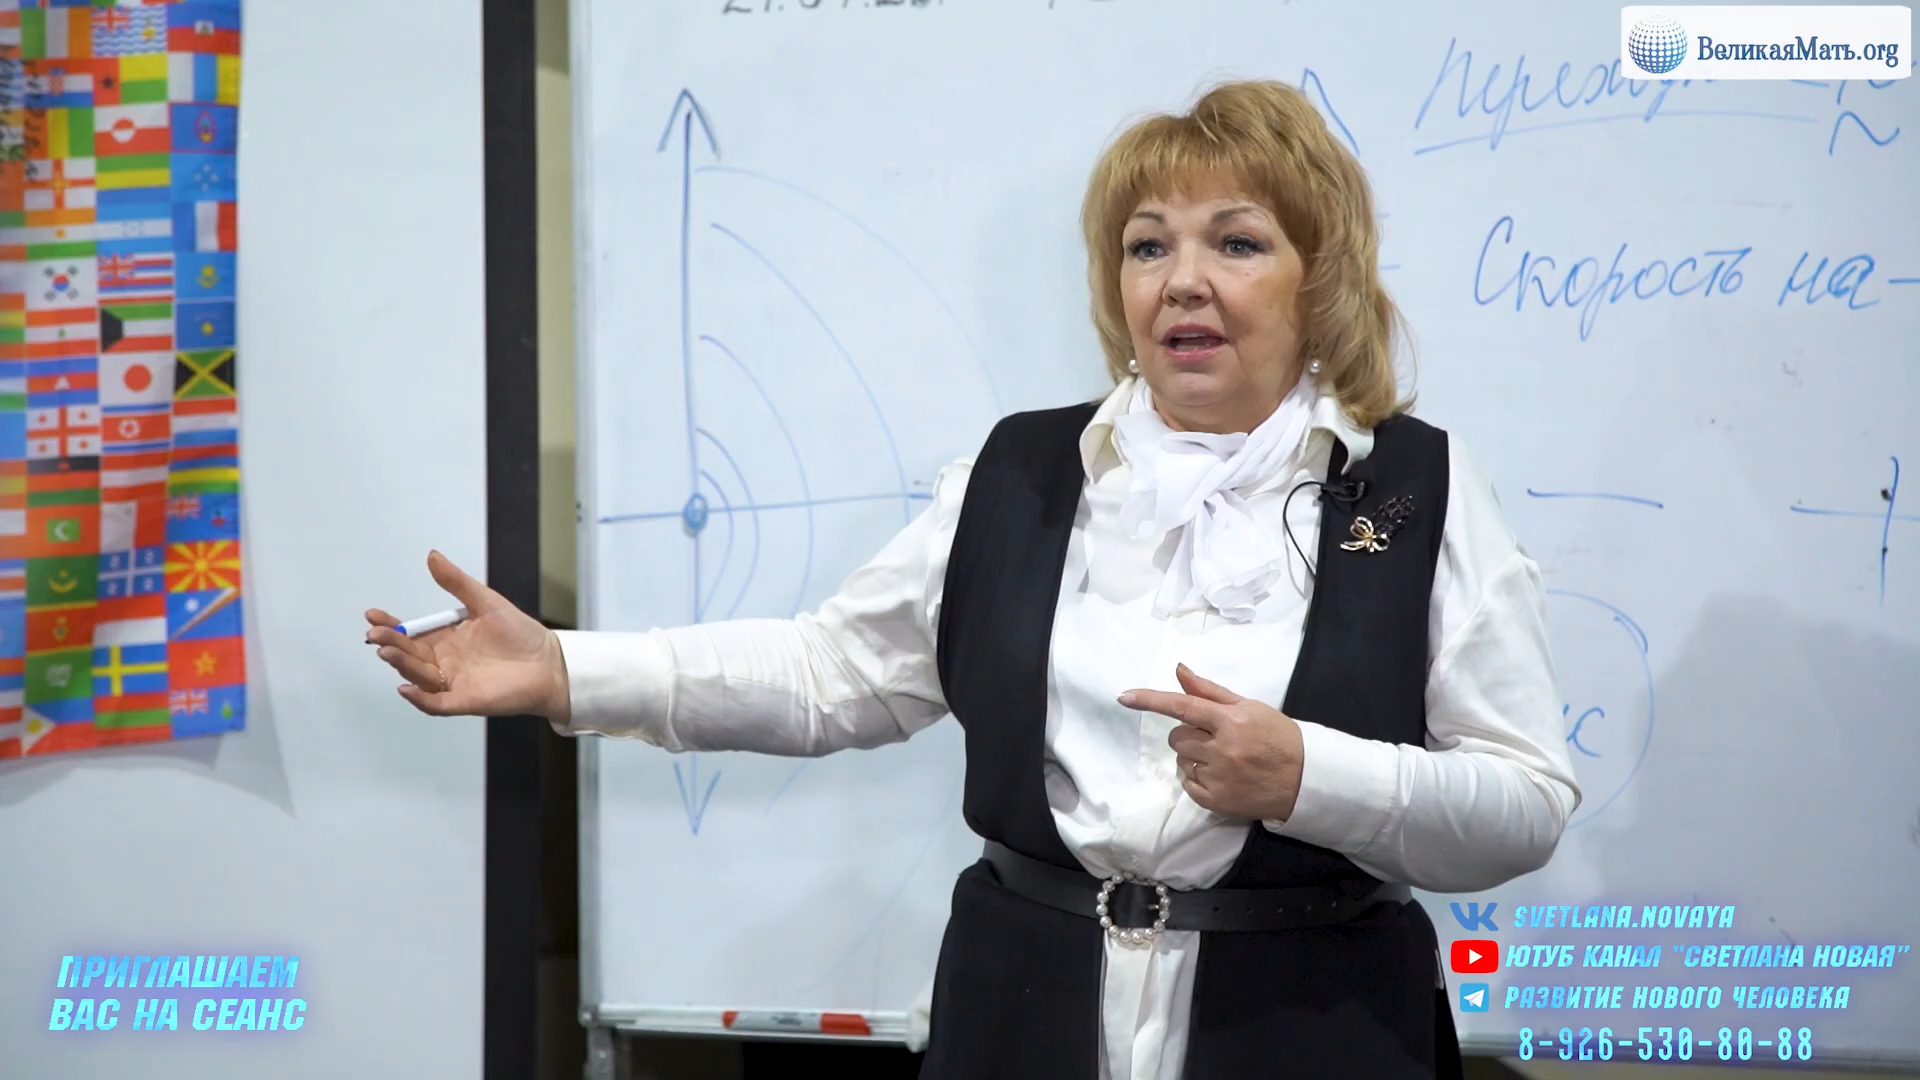 ВеликаяМать.org
Скорость на-
ПРИГЛАШАЕМ
ВАС НА СЕАНС
SVETLANA.NOVAYA
ЮТУБ КАНАЛ "СВЕТЛАНА НОВАЯ"
РАЗВИТИЕ НОВОГО ЧЕЛОВЕКА
8-926-530-80-88